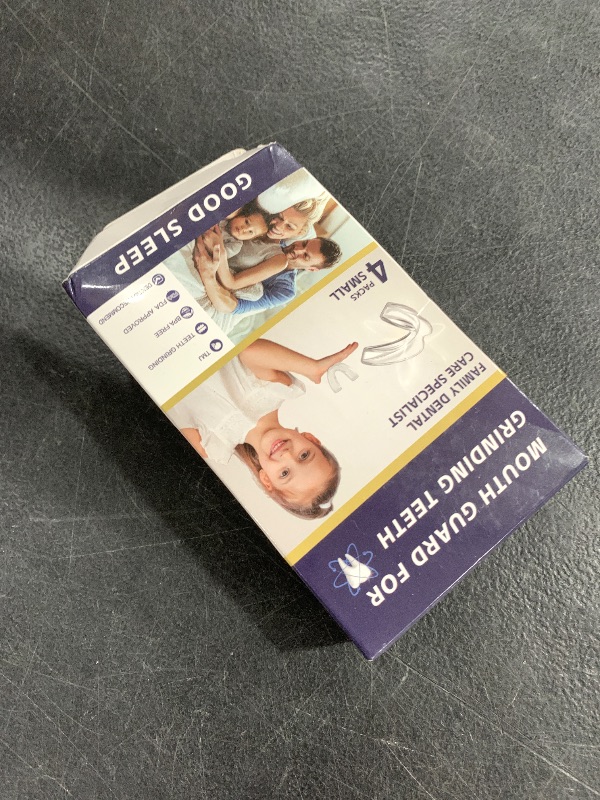 MOUTH GUARD FOR
GRINDING TEETH
FAMILY DENTAL
CARE SPECIALIST
4
PACKS
SMALL
TMJ
TEETH GRINDING
BPA FREE
FDA APPROVED
RECOMMEND
GOOD SLEEP